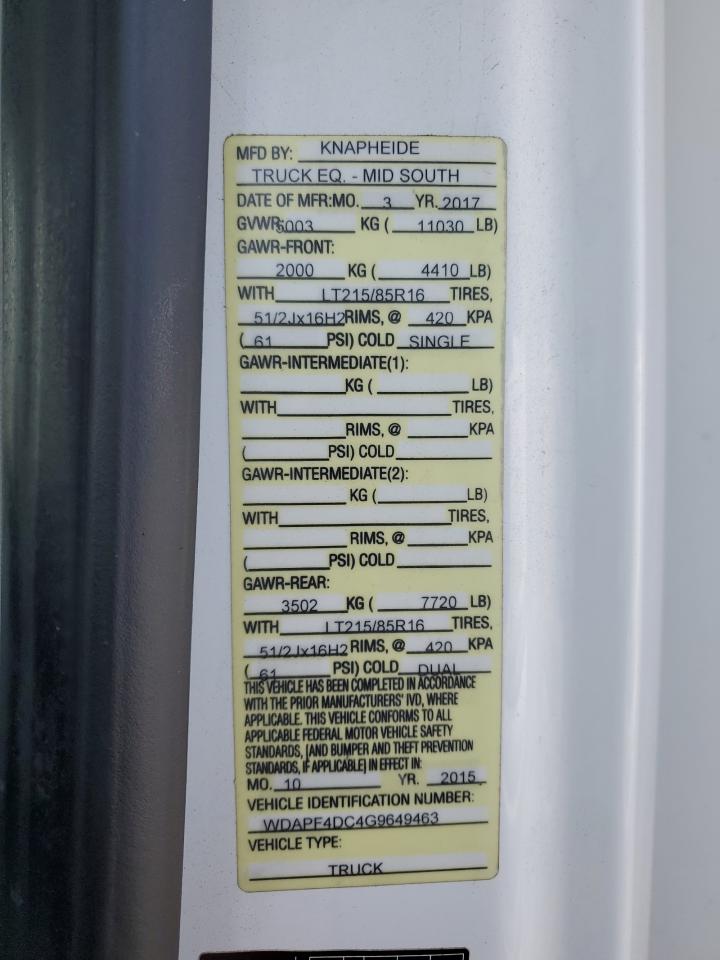 MFD BY: KNAPHEIDE
TRUCK EQ. - MID SOUTH
DATE OF MFR:MO. 3 YR. 2017
GVWR: 5003 KG ( 11030 LB)
GAWR-FRONT:
2000 KG ( 4410 LB)
WITH LT215/85R16 TIRES,
51/2Jx16H2 RIMS, @ 420 KPA
( 61 PSI) COLD SINGLE
GAWR-INTERMEDIATE(1):
KG ( LB)
WITH TIRES,
RIMS, @ KPA
( PSI) COLD
GAWR-INTERMEDIATE(2):
KG ( LB)
WITH TIRES,
RIMS, @ KPA
( PSI) COLD
GAWR-REAR:
3502 KG ( 7720 LB)
WITH LT215/85R16 TIRES,
51/2Jx16H2 RIMS, @ 420 KPA
( 61 PSI) COLD DUAL
THIS VEHICLE HAS BEEN COMPLETED IN ACCORDANCE
WITH THE PRIOR MANUFACTURERS' IVD, WHERE
APPLICABLE. THIS VEHICLE CONFORMS TO ALL
APPLICABLE FEDERAL MOTOR VEHICLE SAFETY
STANDARDS, [AND BUMPER AND THEFT PREVENTION
STANDARDS, IF APPLICABLE] IN EFFECT IN:
MO. 10 YR. 2015
VEHICLE IDENTIFICATION NUMBER:
WDAPF4DC4G9649463
VEHICLE TYPE:
TRUCK